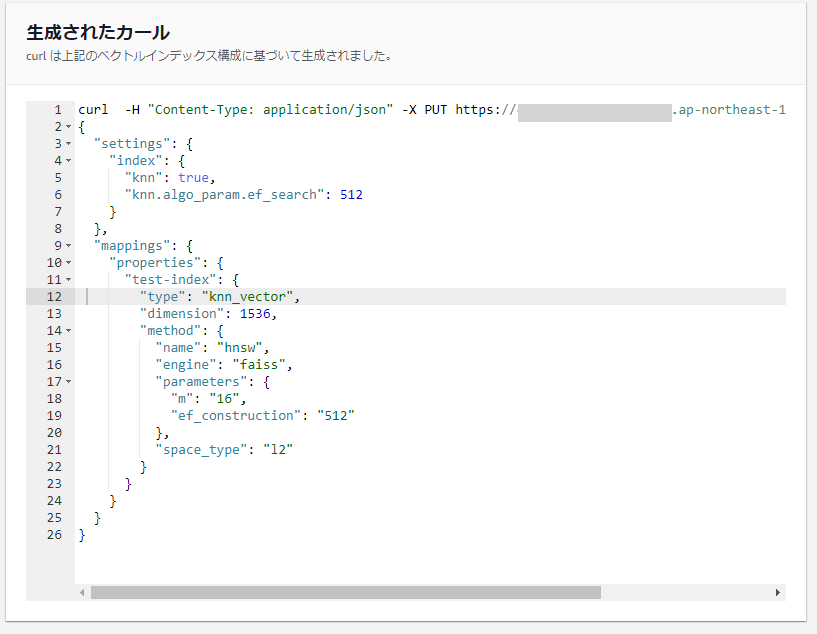 生成されたカール
curl は上記のベクトルインデックス構成に基づいて生成されました。
1 curl  -H "Content-Type: application/json" -X PUT https:// .ap-northeast-1
2 {
3   "settings": {
4     "index": {
5       "knn": true,
6       "knn.algo_param.ef_search": 512
7     }
8   },
9   "mappings": {
10     "properties": {
11       "test-index": {
12         "type": "knn_vector",
13         "dimension": 1536,
14         "method": {
15           "name": "hnsw",
16           "engine": "faiss",
17           "parameters": {
18             "m": "16",
19             "ef_construction": "512"
20           },
21           "space_type": "l2"
22         }
23       }
24     }
25   }
26 }